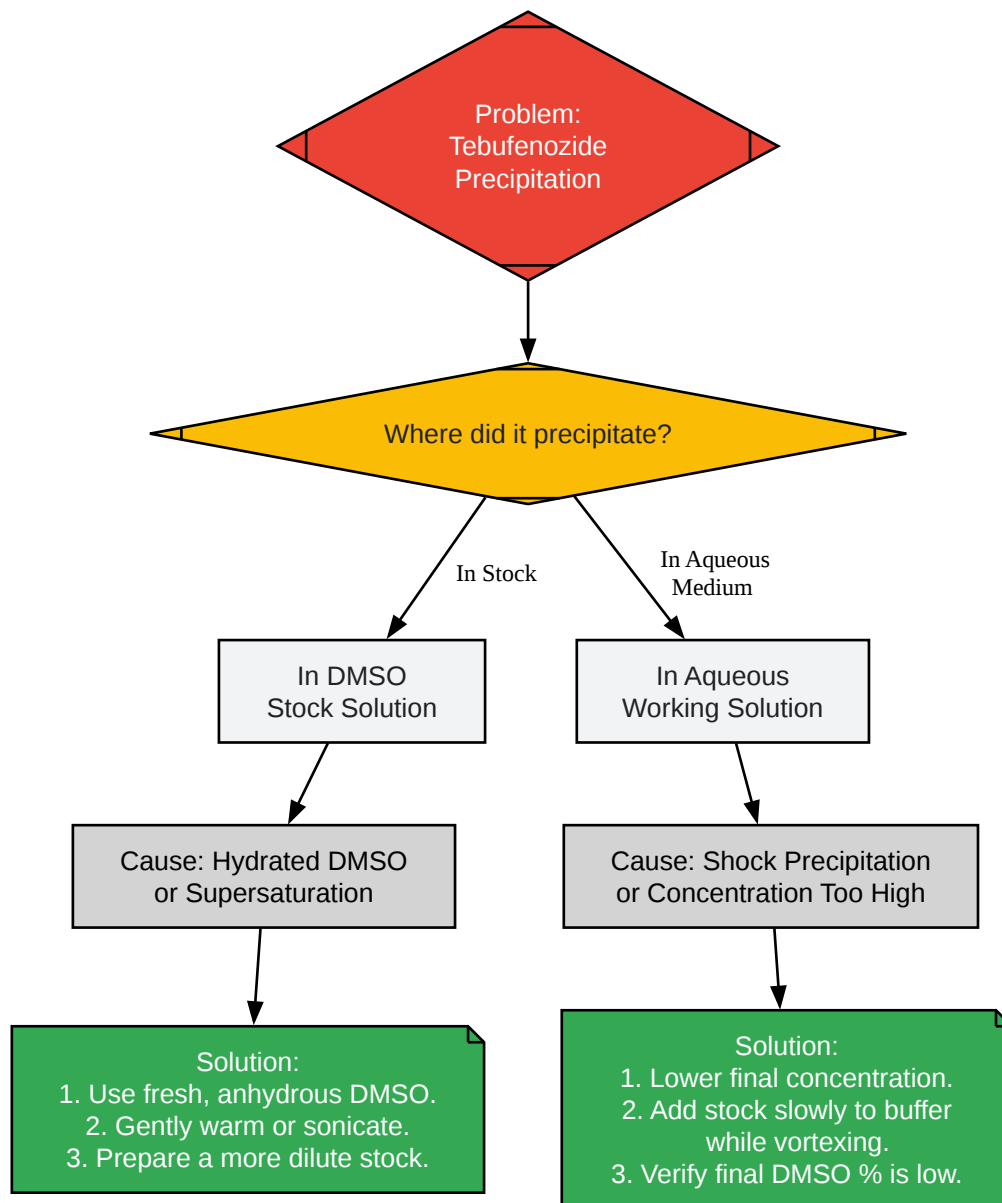 Problem:
Tebufenozide
Precipitation
Where did it precipitate?
In Stock
In Aqueous
Medium
In DMSO
Stock Solution
In Aqueous
Working Solution
Cause: Hydrated DMSO
or Supersaturation
Cause: Shock Precipitation
or Concentration Too High
Solution:
1. Use fresh, anhydrous DMSO.
2. Gently warm or sonicate.
3. Prepare a more dilute stock.
Solution:
1. Lower final concentration.
2. Add stock slowly to buffer
while vortexing.
3. Verify final DMSO % is low.